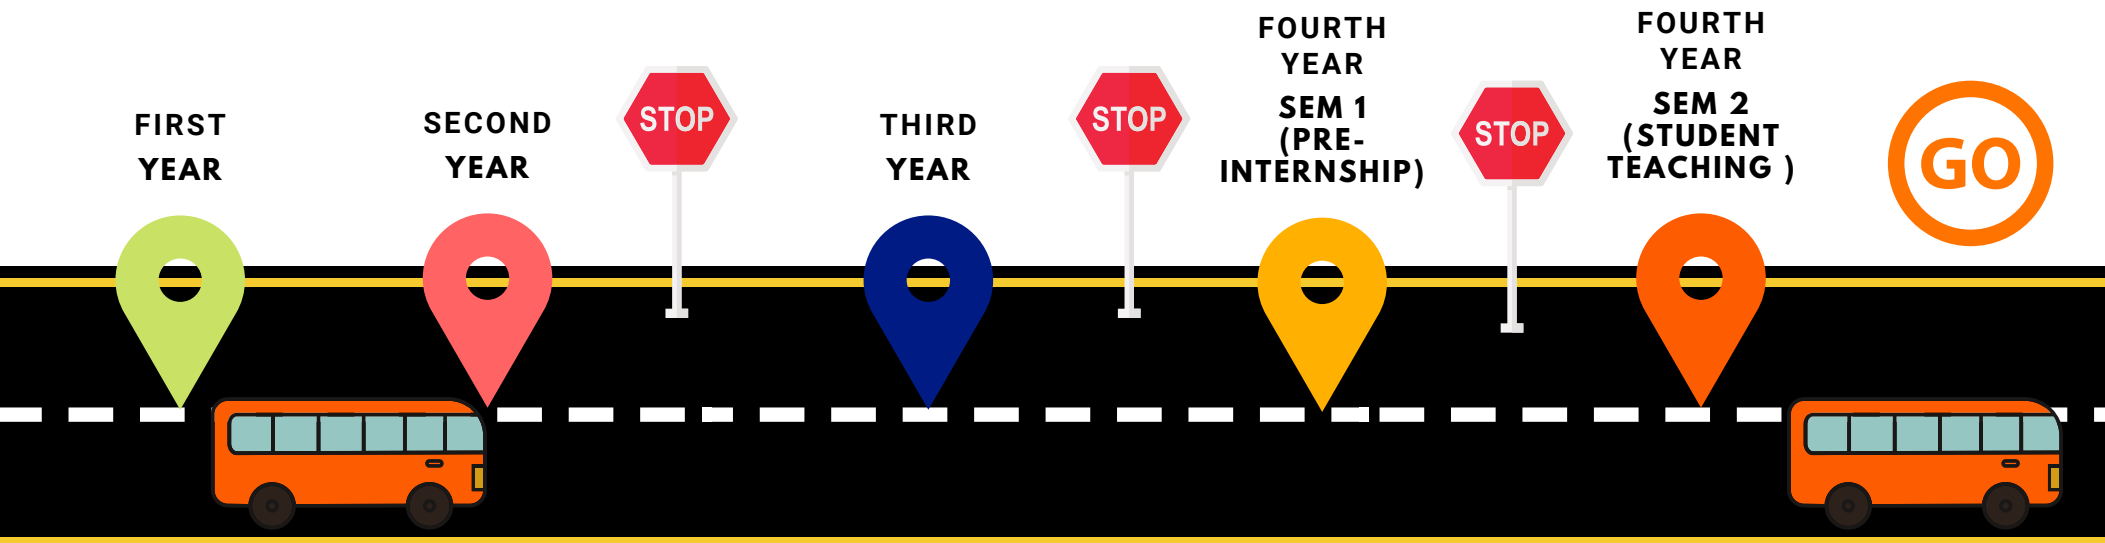 FIRST
YEAR
SECOND
YEAR
STOP
THIRD
YEAR
STOP
FOURTH
YEAR
SEM 1
(PRE-
INTERNSHIP)
STOP
FOURTH
YEAR
SEM 2
(STUDENT
TEACHING )
GO